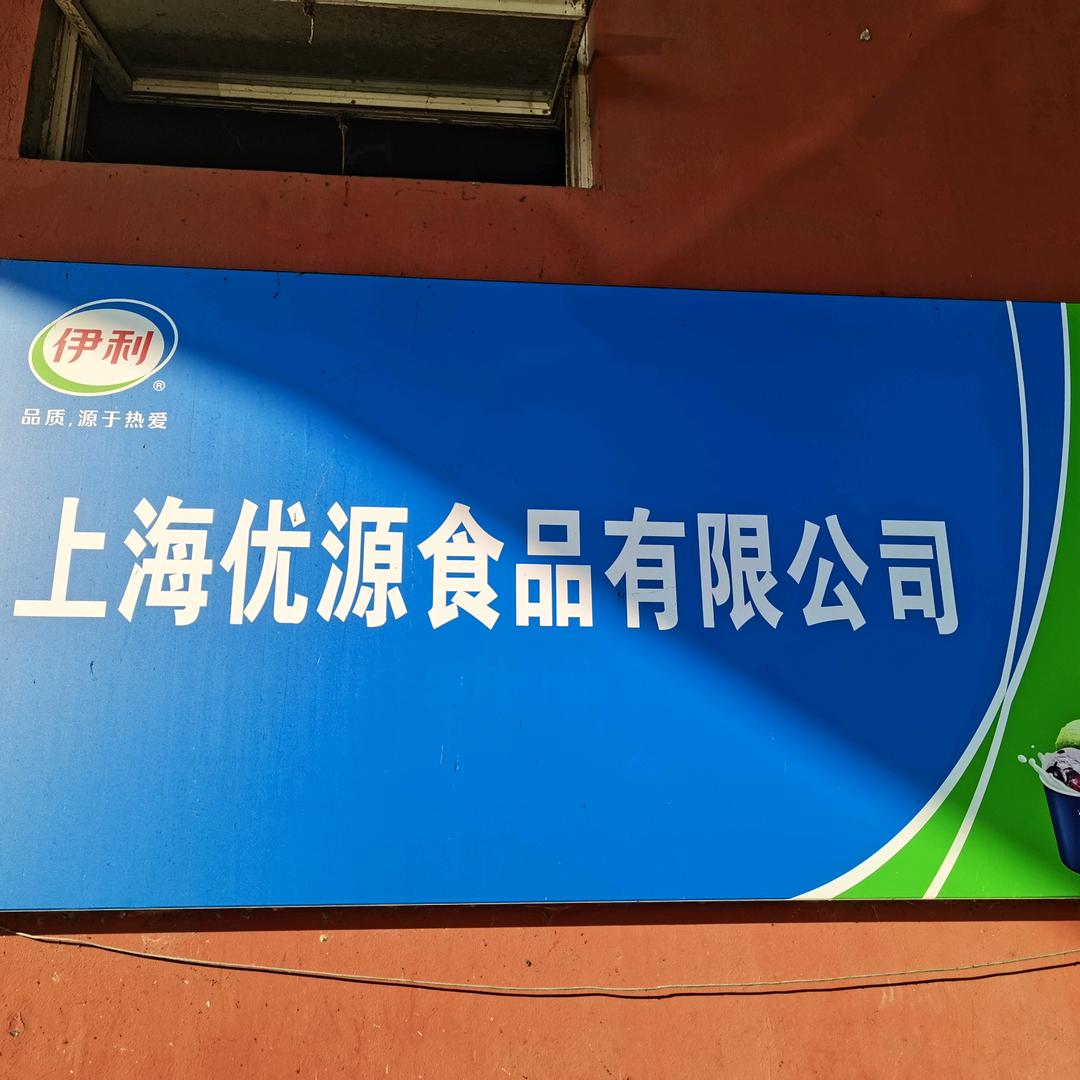 伊利
®
品质,源于热爱
上海优源食品有限公司